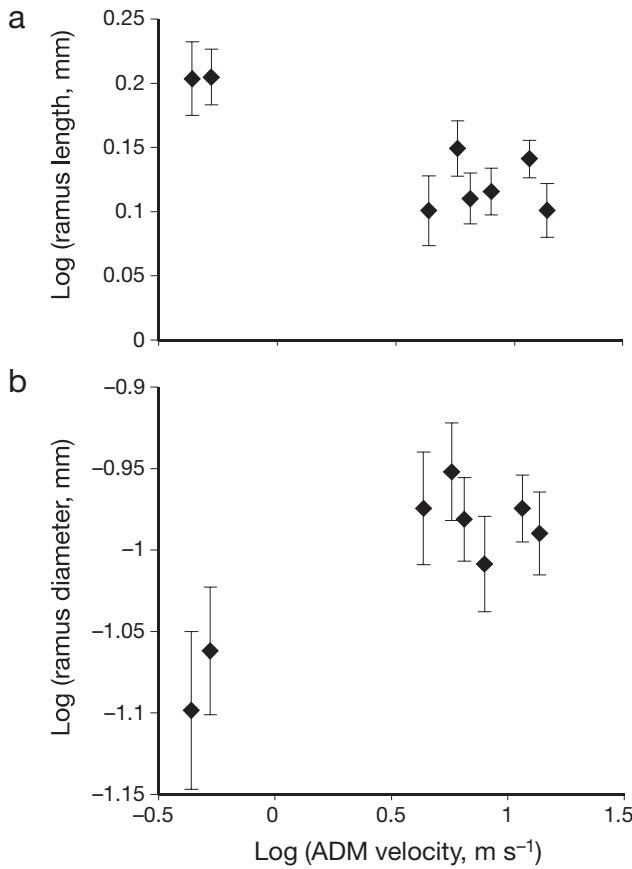 a
Log (ramus length, mm)
0.25
0.2
0.15
0.1
0.05
0
b
Log (ramus diameter, mm)
−0.9
−0.95
−1
−1.05
−1.1
−1.15
−0.5 0 0.5 1 1.5
Log (ADM velocity, m s⁻¹)